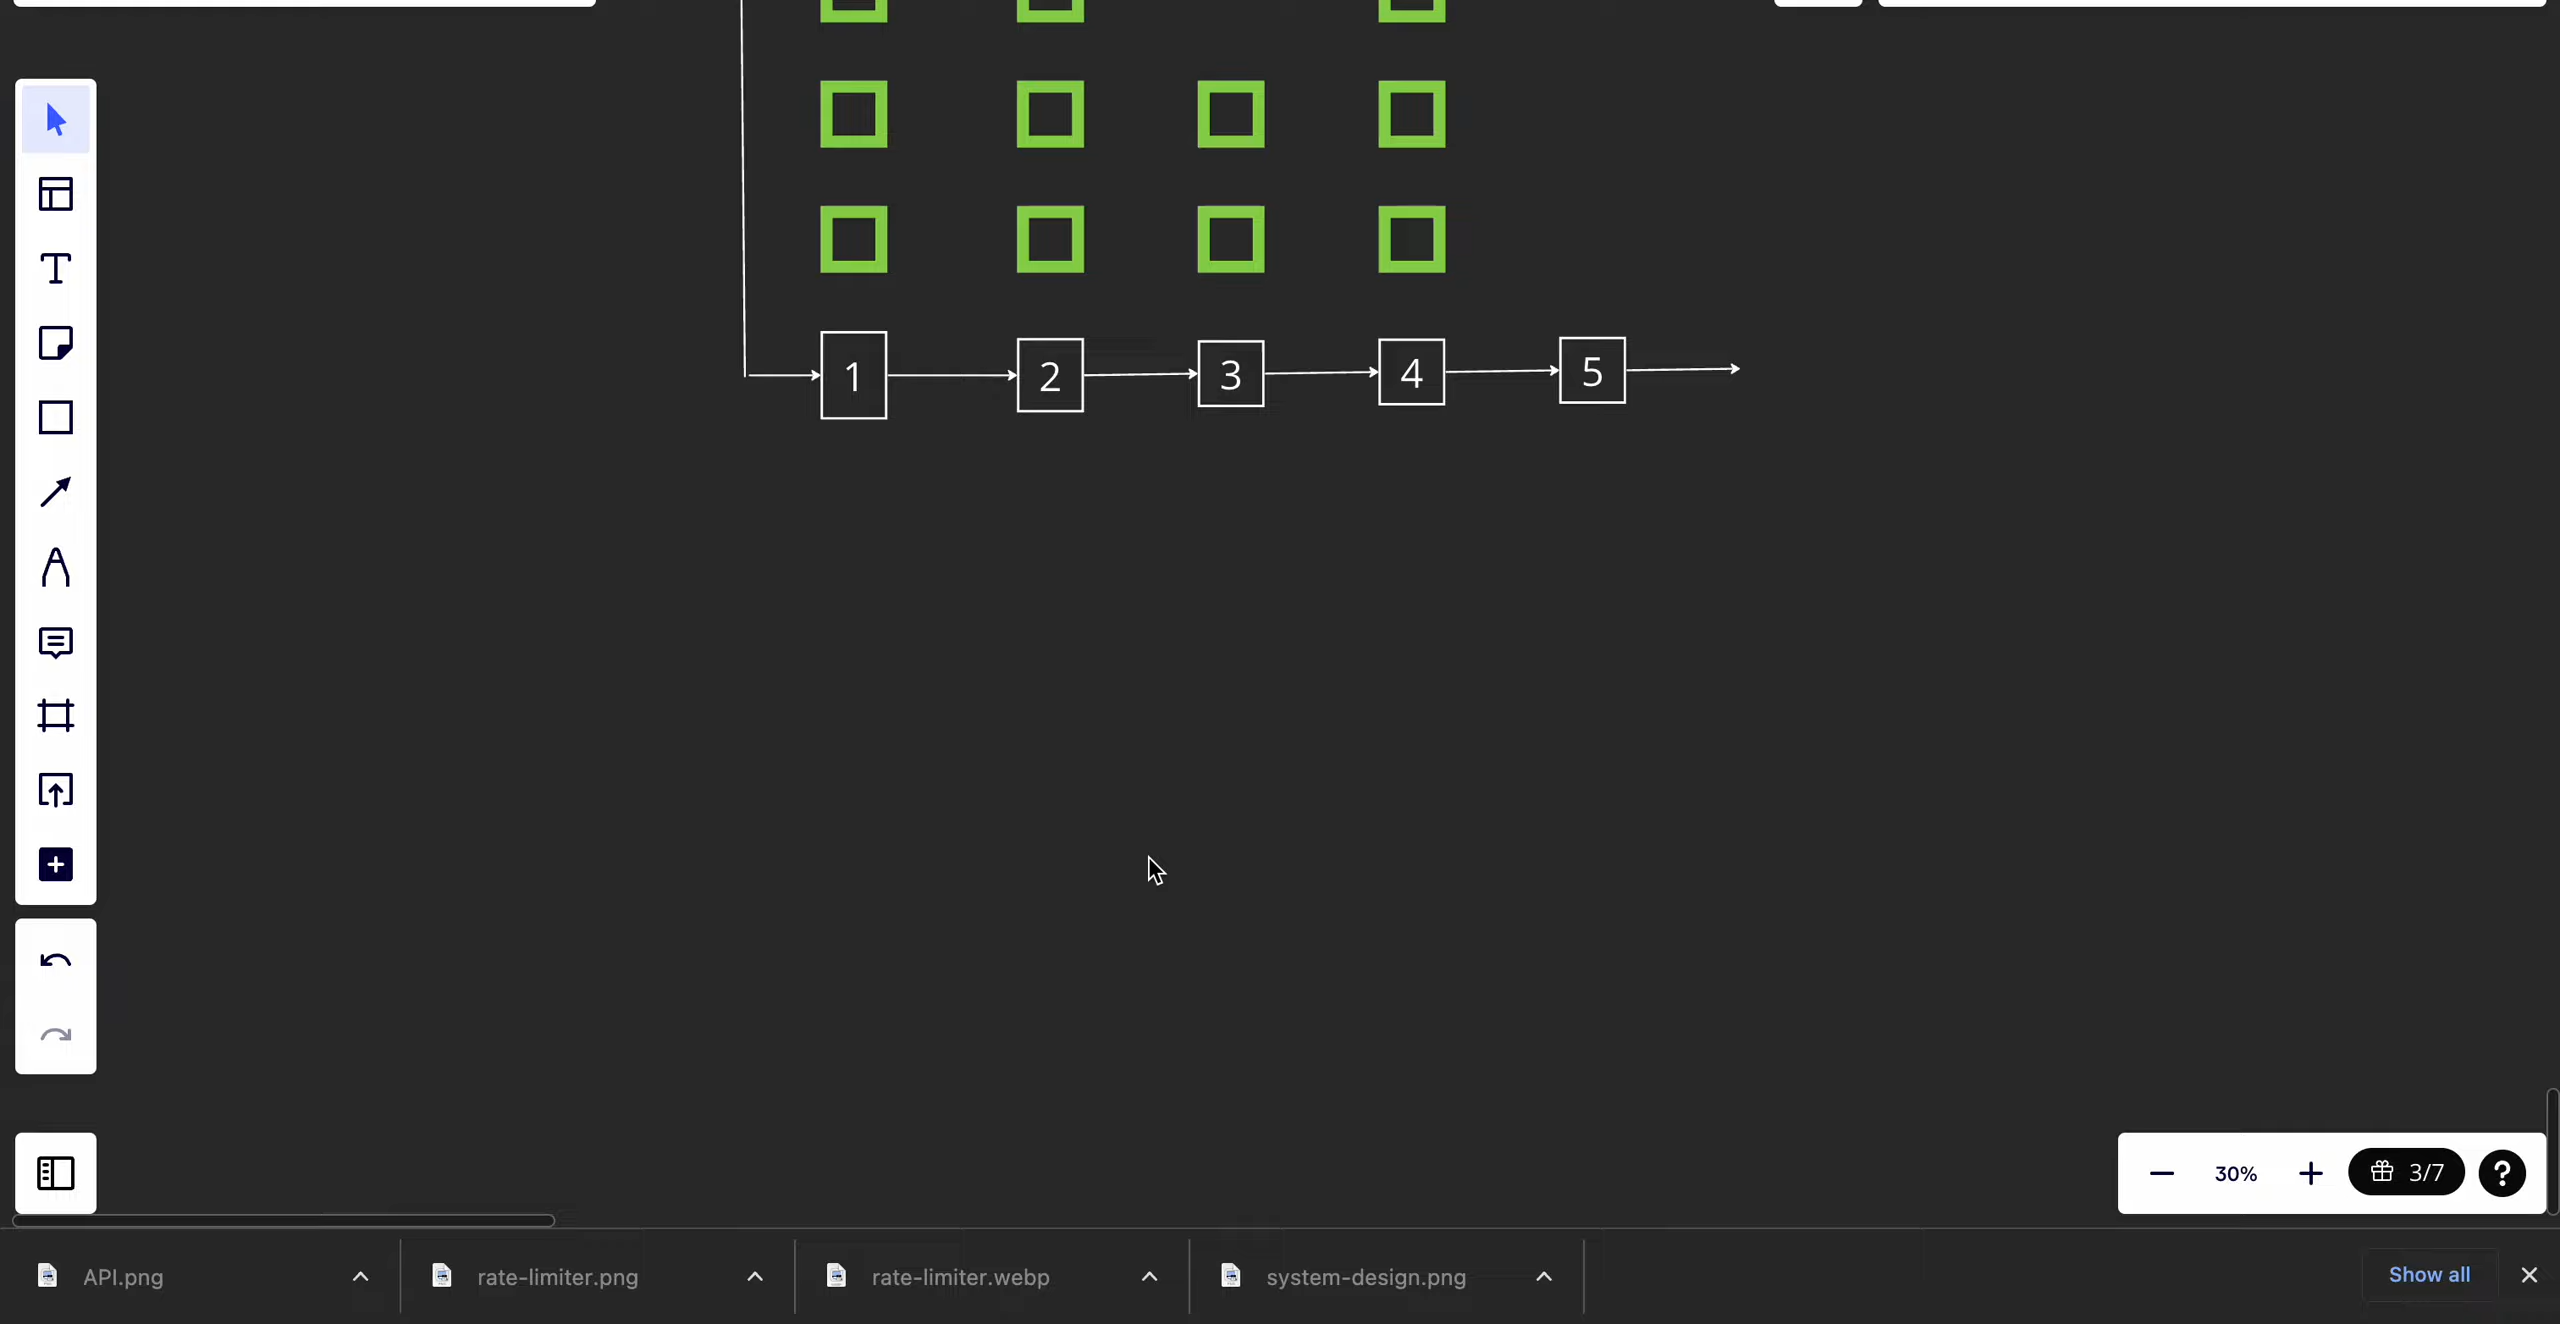 1 2 3 4 5
30% 3/7 ?
API.png rate-limiter.png rate-limiter.webp system-design.png Show all